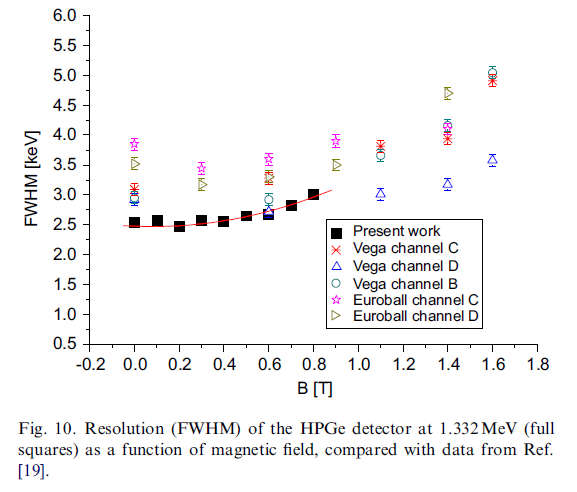 6.0
5.5
5.0
4.5
4.0
3.5
3.0
2.5
2.0
1.5
1.0
0.5
FWHM [keV]
Present work
Vega channel C
Vega channel D
Vega channel B
Euroball channel C
Euroball channel D
-0.2 0.0 0.2 0.4 0.6 0.8 1.0 1.2 1.4 1.6 1.8
B [T]
Fig. 10. Resolution (FWHM) of the HPGe detector at 1.332 MeV (full
squares) as a function of magnetic field, compared with data from Ref.
[19].